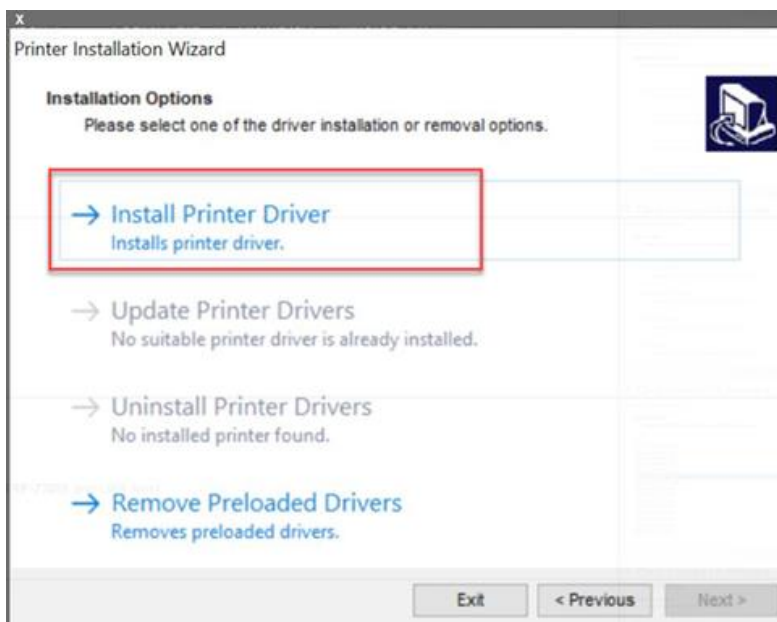 X
Printer Installation Wizard
Installation Options
Please select one of the driver installation or removal options.
→ Install Printer Driver
Installs printer driver.
→ Update Printer Drivers
No suitable printer driver is already installed.
→ Uninstall Printer Drivers
No installed printer found.
→ Remove Preloaded Drivers
Removes preloaded drivers.
Exit < Previous Next >